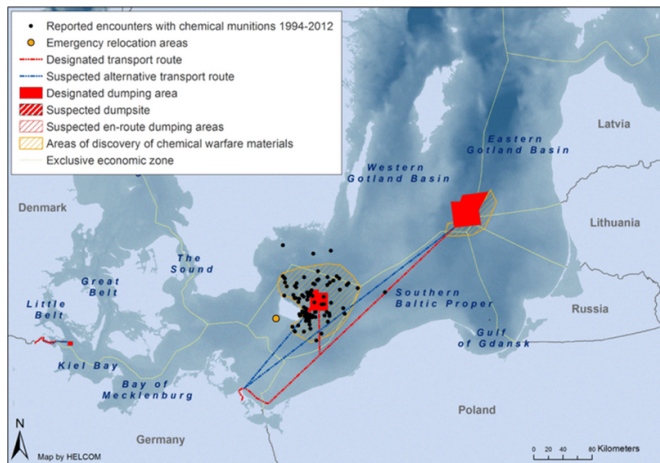 Reported encounters with chemical munitions 1994-2012
Emergency relocation areas
Designated transport route
Suspected alternative transport route
Designated dumping area
Suspected dumpsite
Suspected en-route dumping areas
Areas of discovery of chemical warfare materials
Exclusive economic zone
Latvia
Eastern
Gotland Basin
Western
Gotland Basin
Denmark
Lithuania
The
Sound
Great
Belt
Little
Belt
Southern
Baltic Proper
Russia
Gulf
of Gdansk
Kiel Bay
Bay of
Mecklenburg
Poland
Germany
N
Map by HELCOM
0 20 40 80
Kilometers